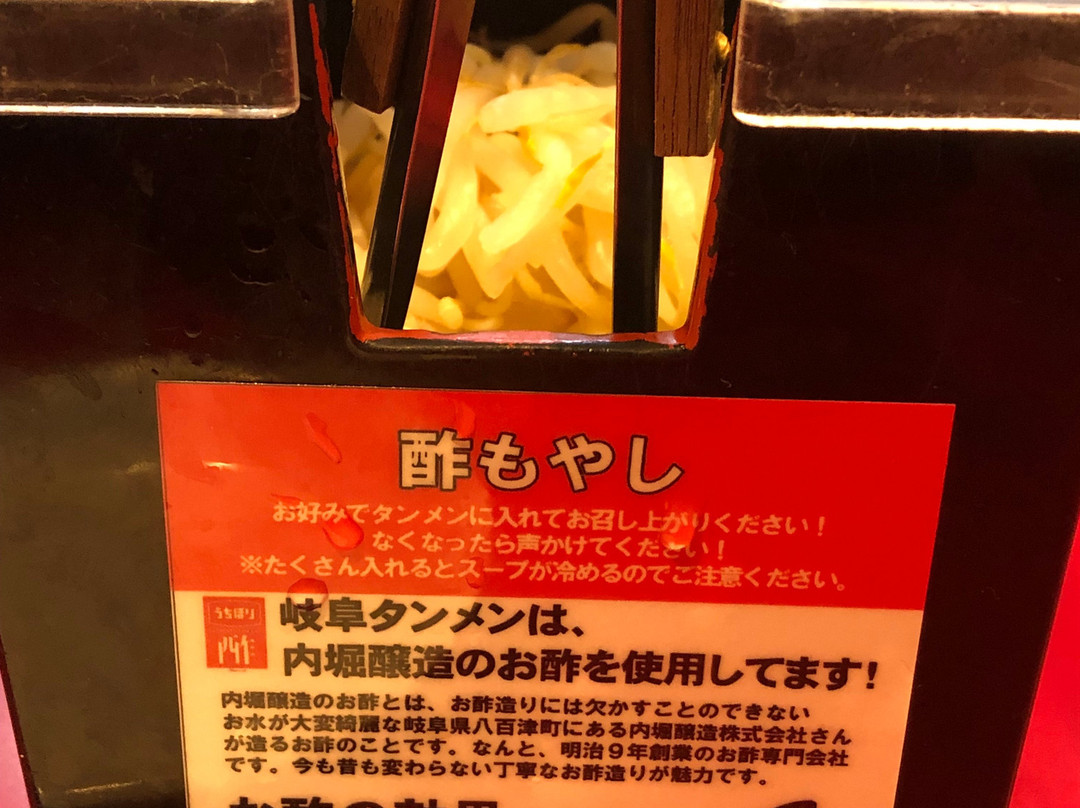 酢もやし
お好みでタンメンに入れてお召し上がりください！
なくなったら声かけてください！
※たくさん入れるとスープが冷めるのでご注意ください。
うちぼり
酢
岐阜タンメンは、
内堀醸造のお酢を使用してます！
内堀醸造のお酢とは、お酢造りには欠かすことのできない
お水が大変綺麗な岐阜県八百津町にある内堀醸造株式会社さん
が造るお酢のことです。なんと、明治９年創業のお酢専門会社
です。今も昔も変わらない丁寧なお酢造りが魅力です。